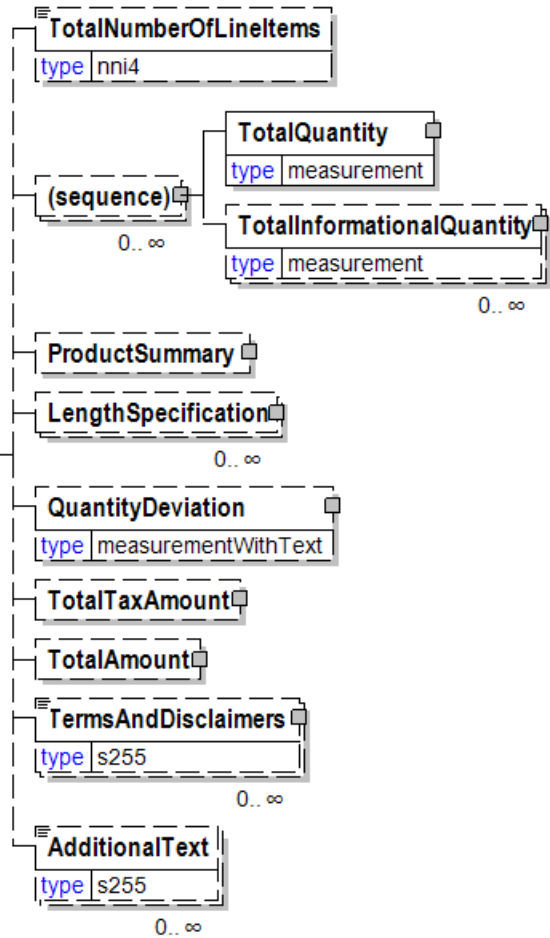 TotalNumberOfLineItems
type nni4
TotalQuantity
type measurement
(sequence)
0.. ∞
TotalInformationalQuantity
type measurement
0.. ∞
ProductSummary
LengthSpecification
0.. ∞
QuantityDeviation
type measurementWithText
TotalTaxAmount
TotalAmount
TermsAndDisclaimers
type s255
0.. ∞
AdditionalText
type s255
0.. ∞